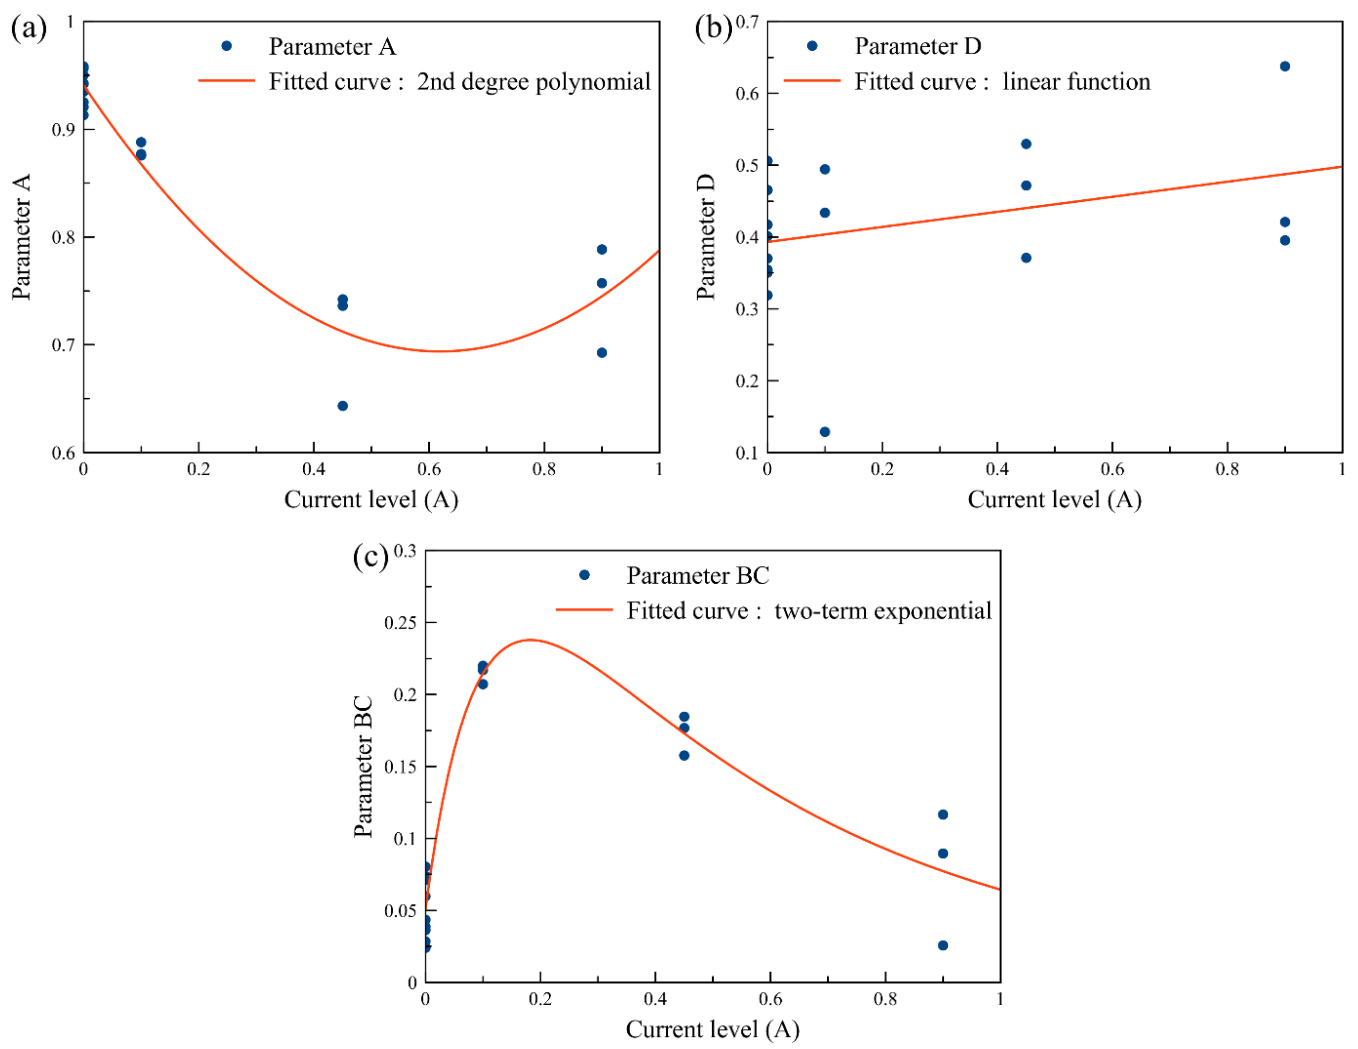 (a)
Parameter A
Fitted curve : 2nd degree polynomial
1
0.9
0.8
0.7
0.6
Parameter A
0
0.2
0.4
0.6
0.8
1
Current level (A)
(b)
Parameter D
Fitted curve : linear function
0.7
0.6
0.5
0.4
0.3
0.2
0.1
Parameter D
0
0.2
0.4
0.6
0.8
1
Current level (A)
(c)
Parameter BC
Fitted curve : two-term exponential
0.3
0.25
0.2
0.15
0.1
0.05
0
Parameter BC
0
0.2
0.4
0.6
0.8
1
Current level (A)